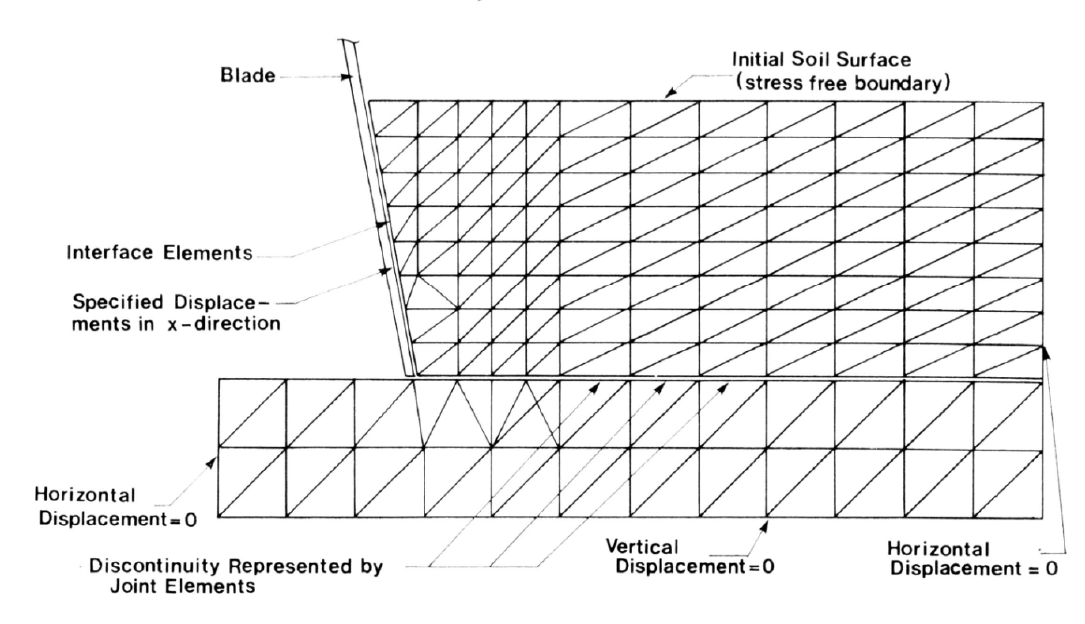 Initial Soil Surface
(stress free boundary)
Blade
Interface Elements
Specified Displace-
ments in x-direction
Horizontal
Displacement=0
Discontinuity Represented by
Joint Elements
Vertical
Displacement=0
Horizontal
Displacement = 0